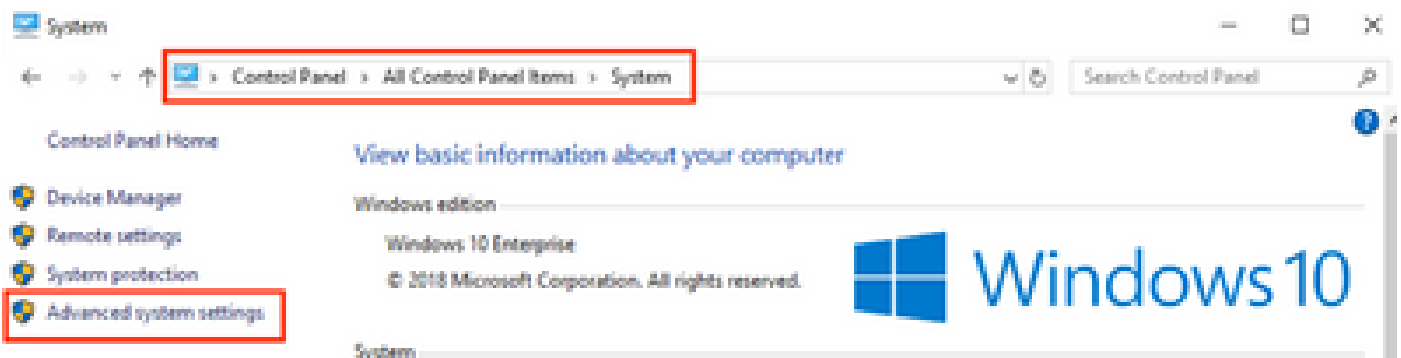 System
Control Panel > All Control Panel Items > System
Search Control Panel
Control Panel Home
Device Manager
Remote settings
System protection
Advanced system settings
View basic information about your computer
Windows edition
Windows 10 Enterprise
© 2018 Microsoft Corporation. All rights reserved.
Windows 10
System